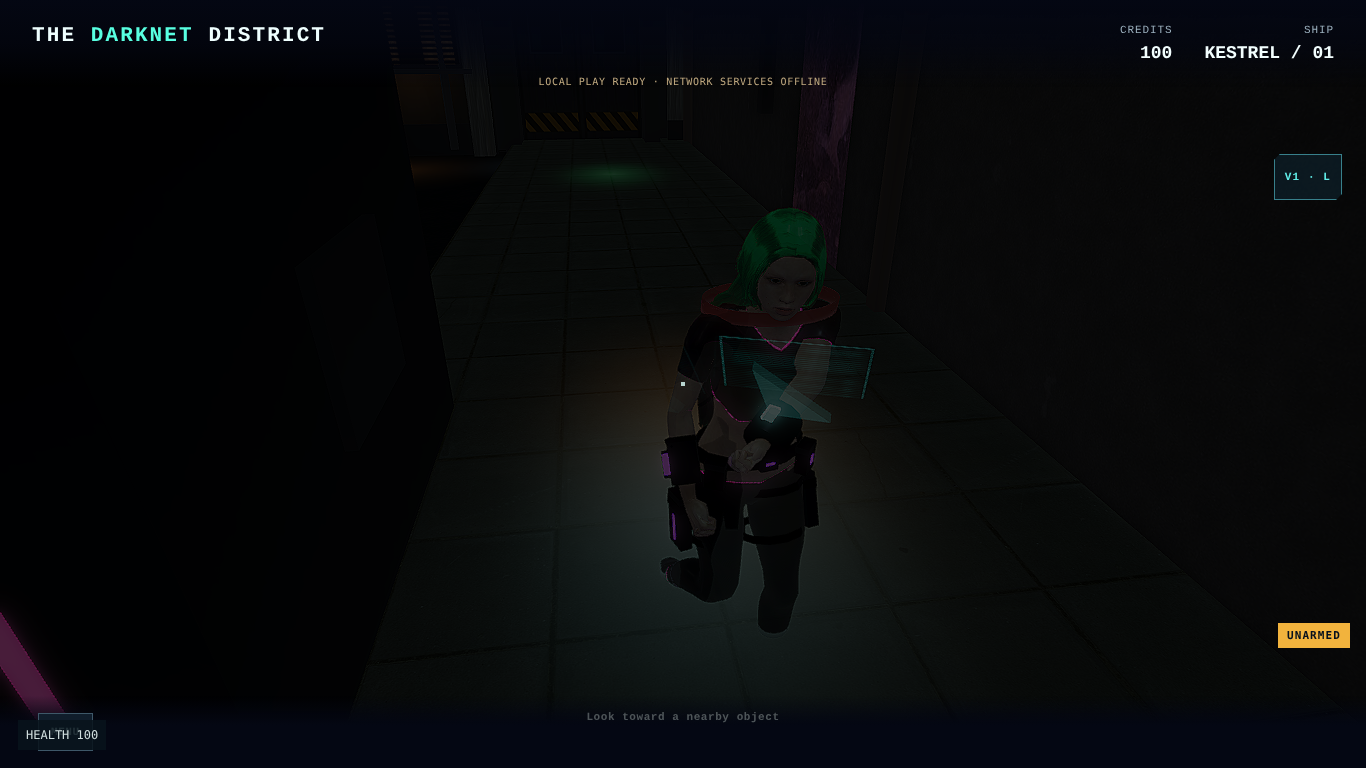 THE DARKNET DISTRICT
CREDITS
100
SHIP
KESTREL / 01
LOCAL PLAY READY · NETWORK SERVICES OFFLINE
V1 · L
UNARMED
Look toward a nearby object
HEALTH 100